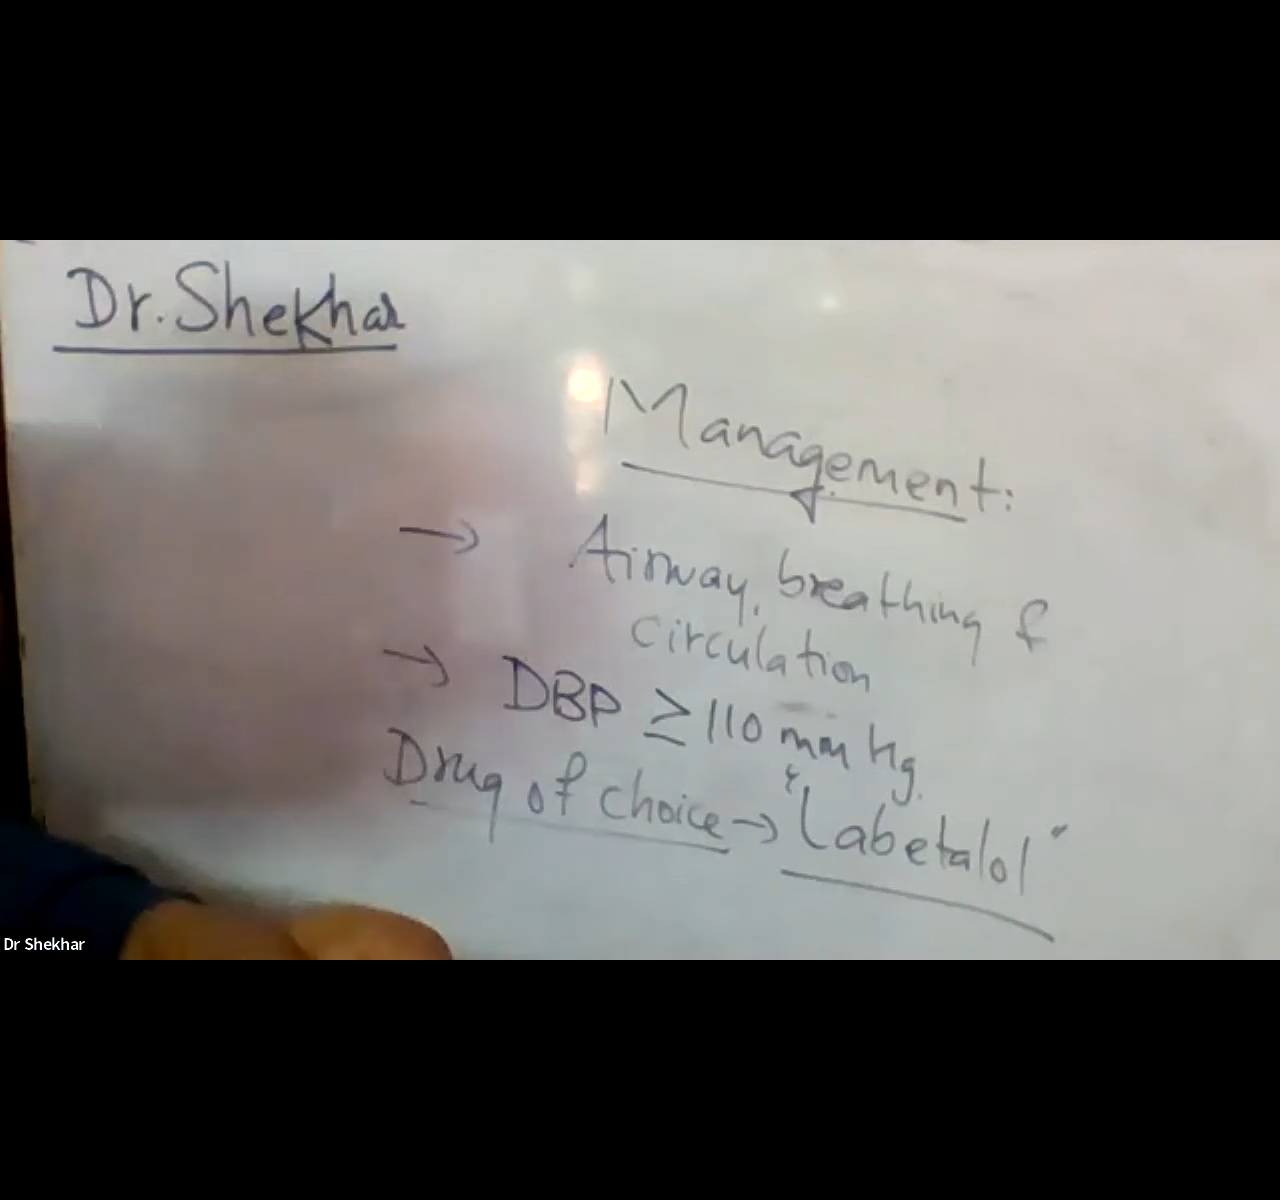 Dr. Shekhar
Management:
→ Airway, breathing &
circulation
→ DBP ≥ 110 mm Hg.
Drug of choice → "Labetalol"
Dr Shekhar